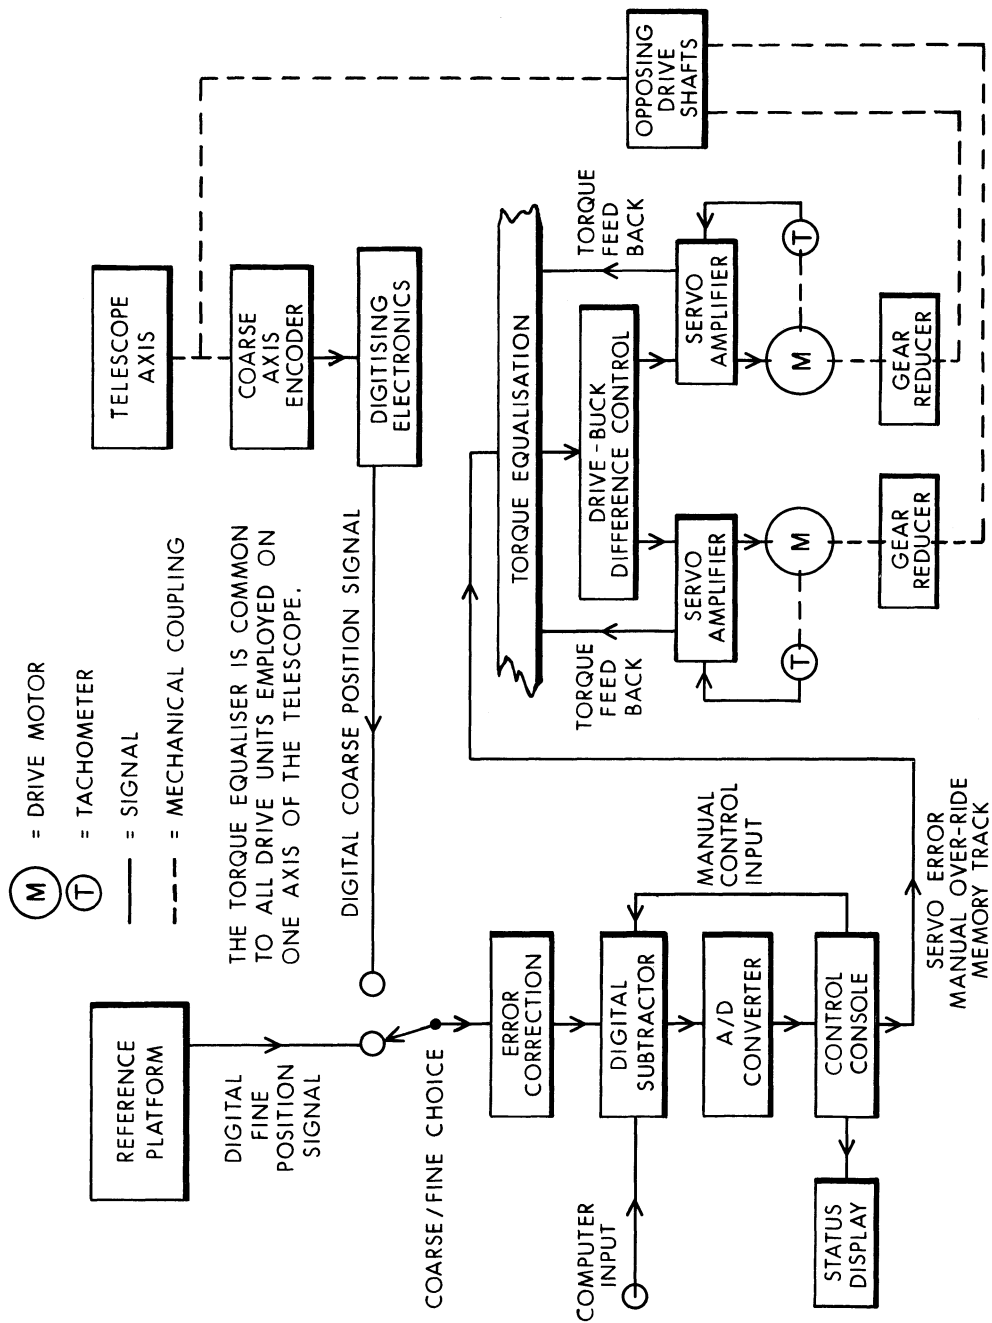 M = DRIVE MOTOR
T = TACHOMETER
= SIGNAL
= MECHANICAL COUPLING
THE TORQUE EQUALISER IS COMMON
TO ALL DRIVE UNITS EMPLOYED ON
ONE AXIS OF THE TELESCOPE.
TELESCOPE
AXIS
COARSE
AXIS
ENCODER
DIGITISING
ELECTRONICS
DIGITAL COARSE POSITION SIGNAL
REFERENCE
PLATFORM
DIGITAL
FINE
POSITION
SIGNAL
COARSE/FINE CHOICE
ERROR
CORRECTION
COMPUTER
INPUT
DIGITAL
SUBTRACTOR
A/D
CONVERTER
MANUAL
CONTROL
INPUT
CONTROL
CONSOLE
STATUS
DISPLAY
SERVO ERROR
MANUAL OVER-RIDE
MEMORY TRACK
TORQUE EQUALISATION
TORQUE
FEED
BACK
DRIVE-BUCK
DIFFERENCE CONTROL
TORQUE
FEED
BACK
SERVO
AMPLIFIER
SERVO
AMPLIFIER
T
M
M
T
GEAR
REDUCER
GEAR
REDUCER
OPPOSING
DRIVE
SHAFTS